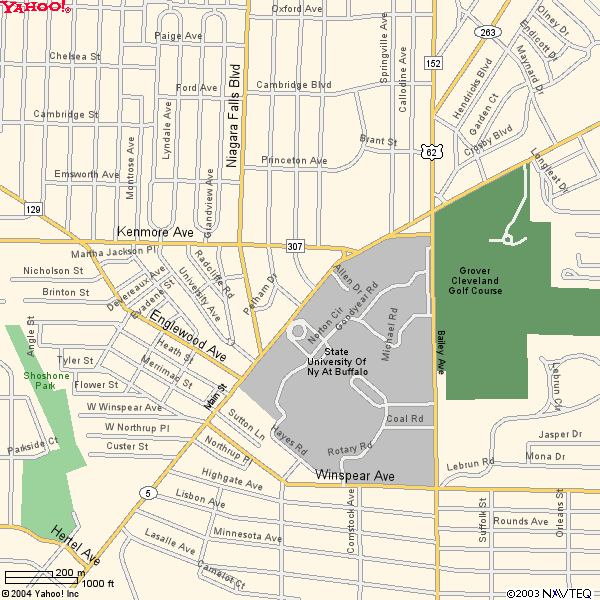 YAHOO!
Oxford Ave
Paige Ave
Chelsea St
Ford Ave
Cambridge Blvd
Cambridge St
Lyndale Ave
Montrose Ave
Grandview Ave
Niagara Falls Blvd
Springville Ave
Callodine Ave
152
263
Olney Dr
Endicott Dr
Maynard Dr
Hendricks Blvd
Garden Ct
Cigsby Blvd
Brant St
62
Princeton Ave
Longleat Dr
Emsworth Ave
129
Kenmore Ave
307
Martha Jackson Pl
Nicholson St
Brinton St
Devereaux Ave
Evadene St
University Ave
Radcliffe Rd
Pelham Dr
Allen Dr
Goodyear Rd
Norton Cir
Michael Rd
Bailey Ave
Grover
Cleveland
Golf Course
Englewood Ave
Angle St
Shoshone
Park
Tyler St
Heath St
Merrimac St
Flower St
Main St
State
University Of
Ny At Buffalo
W Winspear Ave
W Northrup Pl
Custer St
Parkside Ct
Sutton Ln
Northrup Pl
Hayes Rd
Coal Rd
Rotary Rd
Winspear Ave
Lebrun Cir
Jasper Dr
Mona Dr
Lebrun Rd
Highgate Ave
5
Lisbon Ave
Minnesota Ave
Lasalle Ave
Camelot Ct
Comstock Ave
Suffolk St
Rounds Ave
Orleans St
Hertel Ave
200 m
1000 ft
©2004 Yahoo! Inc
©2003 NAVTEQ